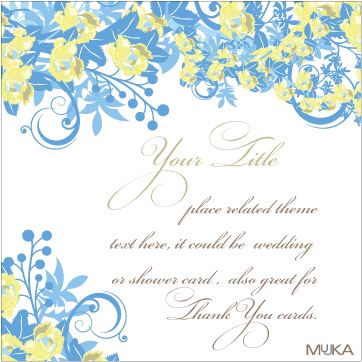 Your Title
place related theme
text here, it could be wedding
or shower card , also great for
Thank You cards.
MUKA